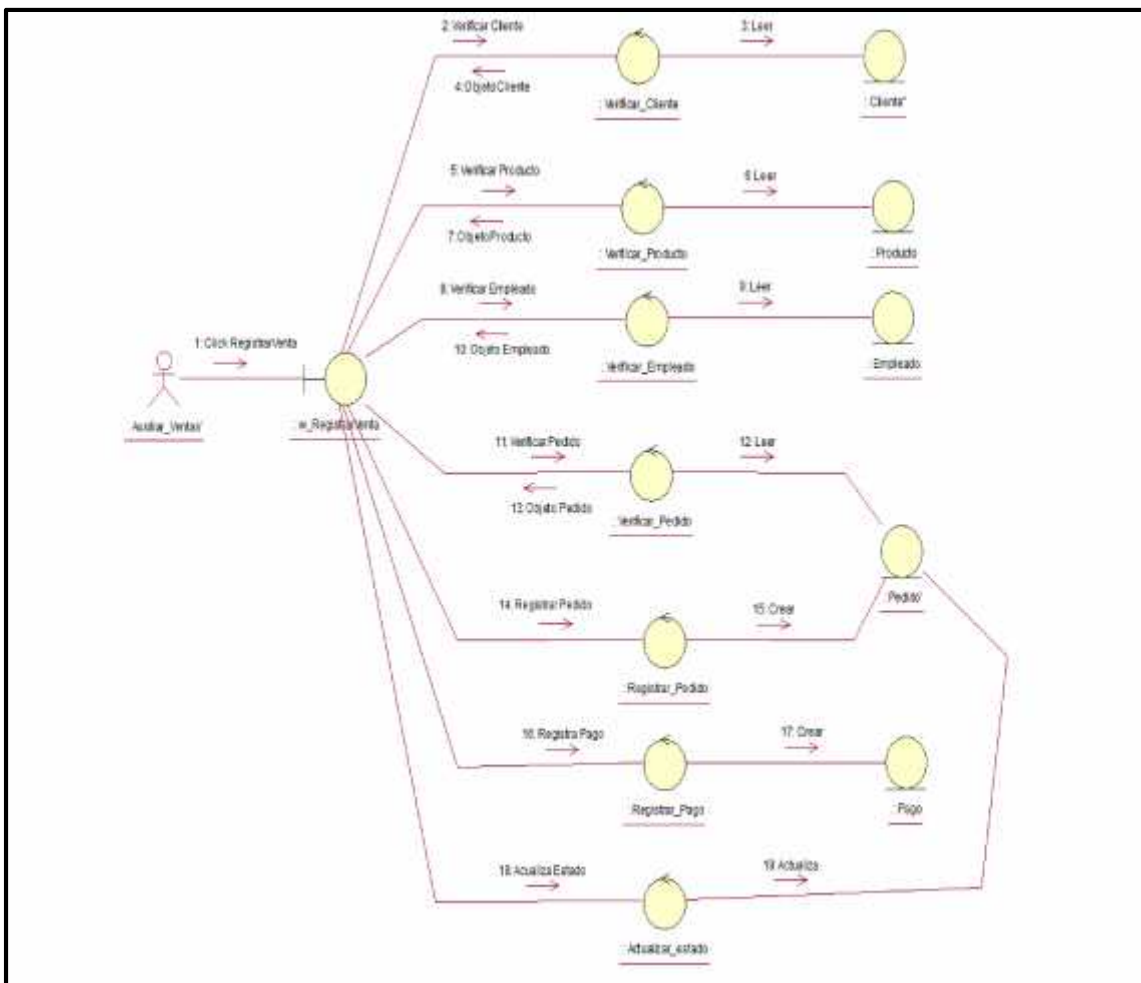 2: Verificar Cliente
3: Leer
4: Objeto Cliente
: Verificar_Cliente
: Cliente'
5: Verificar Producto
6: Leer
7: Objeto Producto
: Verificar_Producto
: Producto
8: Verificar Empleado
9: Leer
10: Objeto Empleado
: Verificar_Empleado
: Empleado
1: Click RegistrarVenta
: Auxiliar_Ventas'
: w_RegistrarVenta
11: Verificar Pedido
12: Leer
13: Objeto Pedido
: Verificar_Pedido
: Pedido'
14: Registrar Pedido
15: Crear
: Registrar_Pedido
16: Registra Pago
17: Crear
: Registrar_Pago
: Pago
18: Acualiza Estado
19: Actualiza
: Actualizar_estado